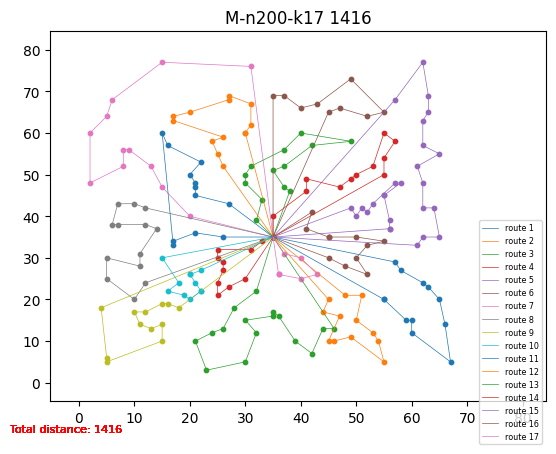 M-n200-k17 1416
80
70
60
50
40
30
20
10
0
0 10 20 30 40 50 60 70 80
route 1
route 2
route 3
route 4
route 5
route 6
route 7
route 8
route 9
route 10
route 11
route 12
route 13
route 14
route 15
route 16
route 17
Total distance: 1416